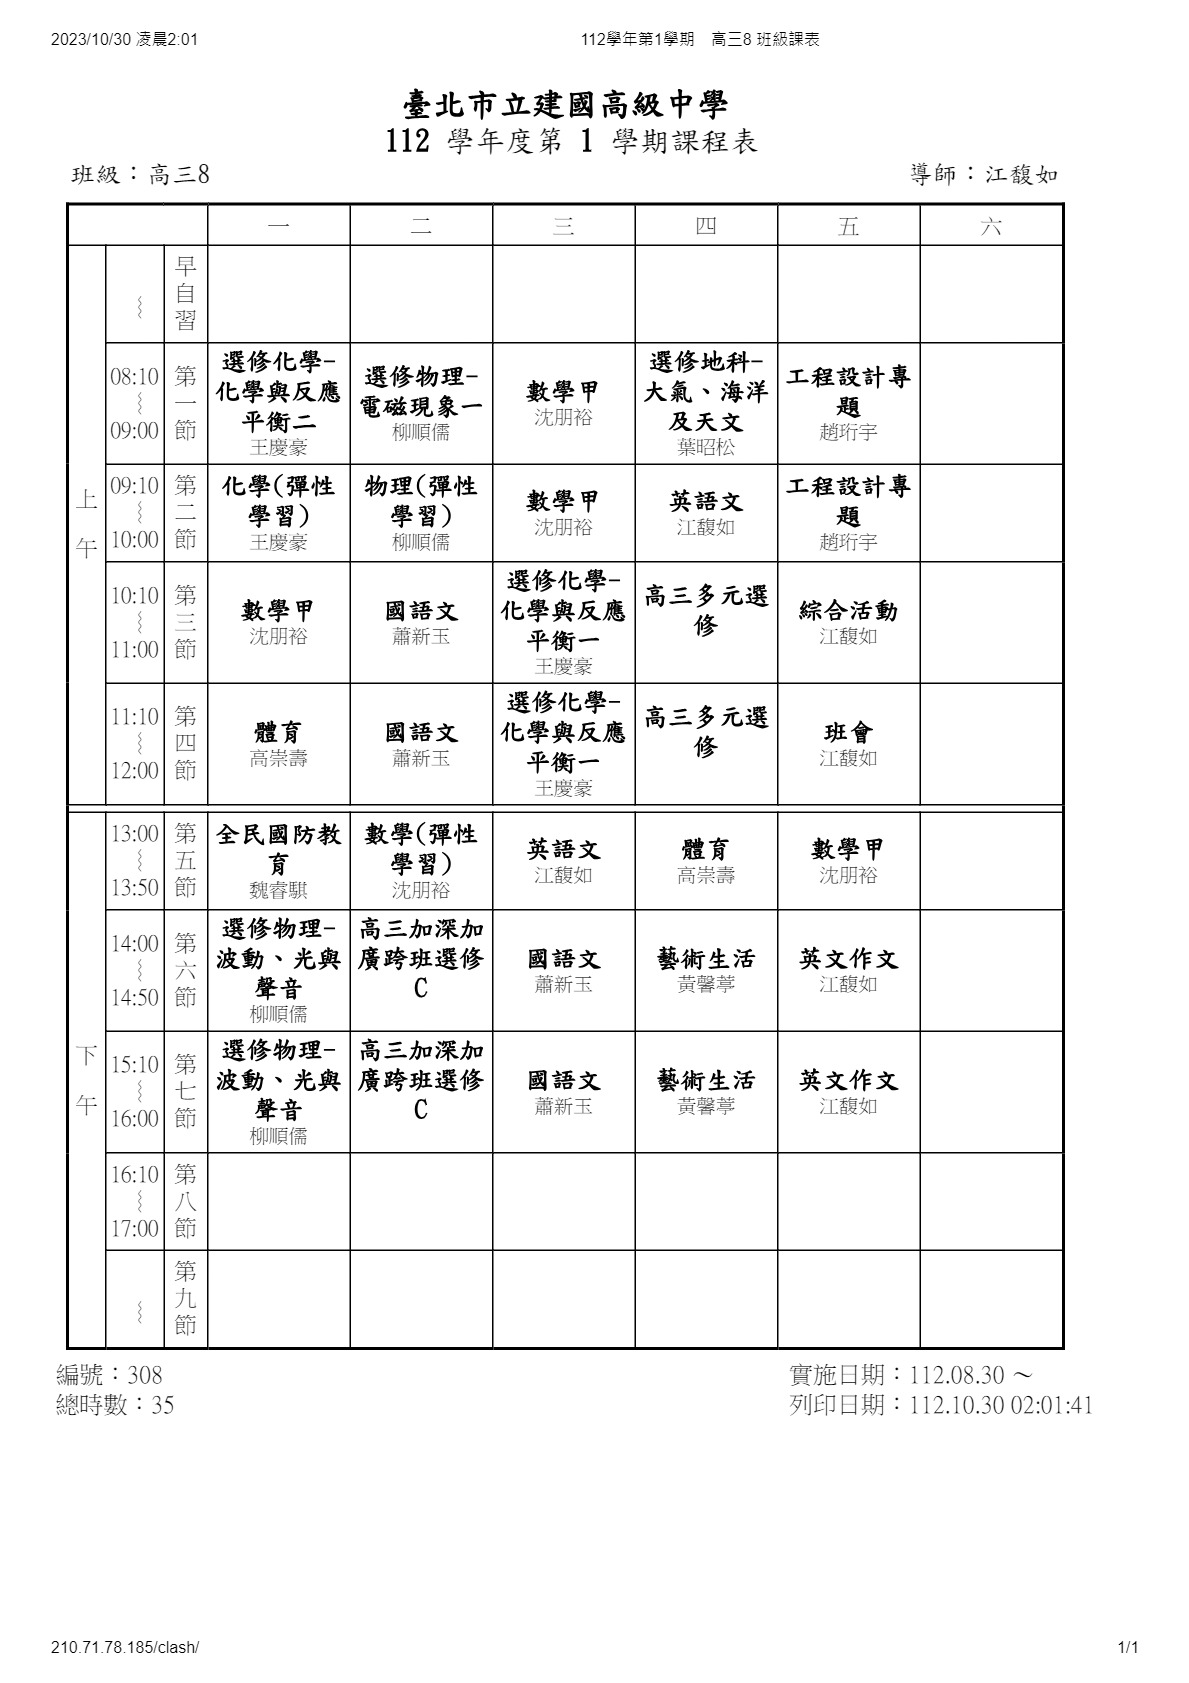 2023/10/30 凌晨2:01
112學年第1學期 高三8 班級課表
臺北市立建國高級中學
112 學年度第 1 學期課程表
班級：高三8
導師：江馥如
一 二 三 四 五 六
上午
早自習
～
08:10
～
09:00
第一節
選修化學-
化學與反應
平衡二
王慶豪
選修物理-
電磁現象一
柳順儒
數學甲
沈朋裕
選修地科-
大氣、海洋
及天文
葉昭松
工程設計專
題
趙珩宇
09:10
～
10:00
第二節
化學(彈性
學習)
王慶豪
物理(彈性
學習)
柳順儒
數學甲
沈朋裕
英語文
江馥如
工程設計專
題
趙珩宇
10:10
～
11:00
第三節
數學甲
沈朋裕
國語文
蕭新玉
選修化學-
化學與反應
平衡一
王慶豪
高三多元選
修
綜合活動
江馥如
11:10
～
12:00
第四節
體育
高崇壽
國語文
蕭新玉
選修化學-
化學與反應
平衡一
王慶豪
高三多元選
修
班會
江馥如
下午
13:00
～
13:50
第五節
全民國防教
育
魏睿騏
數學(彈性
學習)
沈朋裕
英語文
江馥如
體育
高崇壽
數學甲
沈朋裕
14:00
～
14:50
第六節
選修物理-
波動、光與
聲音
柳順儒
高三加深加
廣跨班選修
C
國語文
蕭新玉
藝術生活
黃馨葶
英文作文
江馥如
15:10
～
16:00
第七節
選修物理-
波動、光與
聲音
柳順儒
高三加深加
廣跨班選修
C
國語文
蕭新玉
藝術生活
黃馨葶
英文作文
江馥如
16:10
～
17:00
第八節
～
第九節
編號：308
實施日期：112.08.30 ～
總時數：35
列印日期：112.10.30 02:01:41
210.71.78.185/clash/
1/1